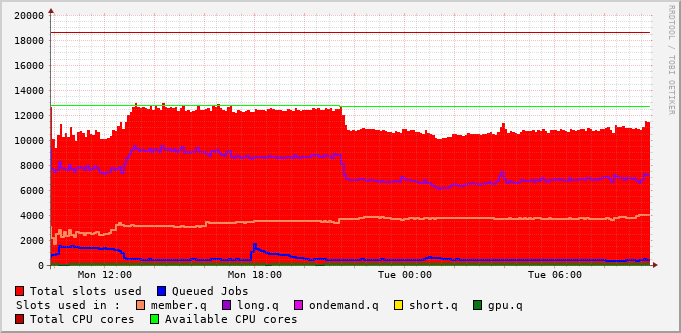 20000
18000
16000
14000
12000
10000
8000
6000
4000
2000
0
Mon 12:00 Mon 18:00 Tue 00:00 Tue 06:00
Total slots used Queued Jobs
Slots used in : member.q long.q ondemand.q short.q gpu.q
Total CPU cores Available CPU cores
RRDTOOL / TOBI OETIKER